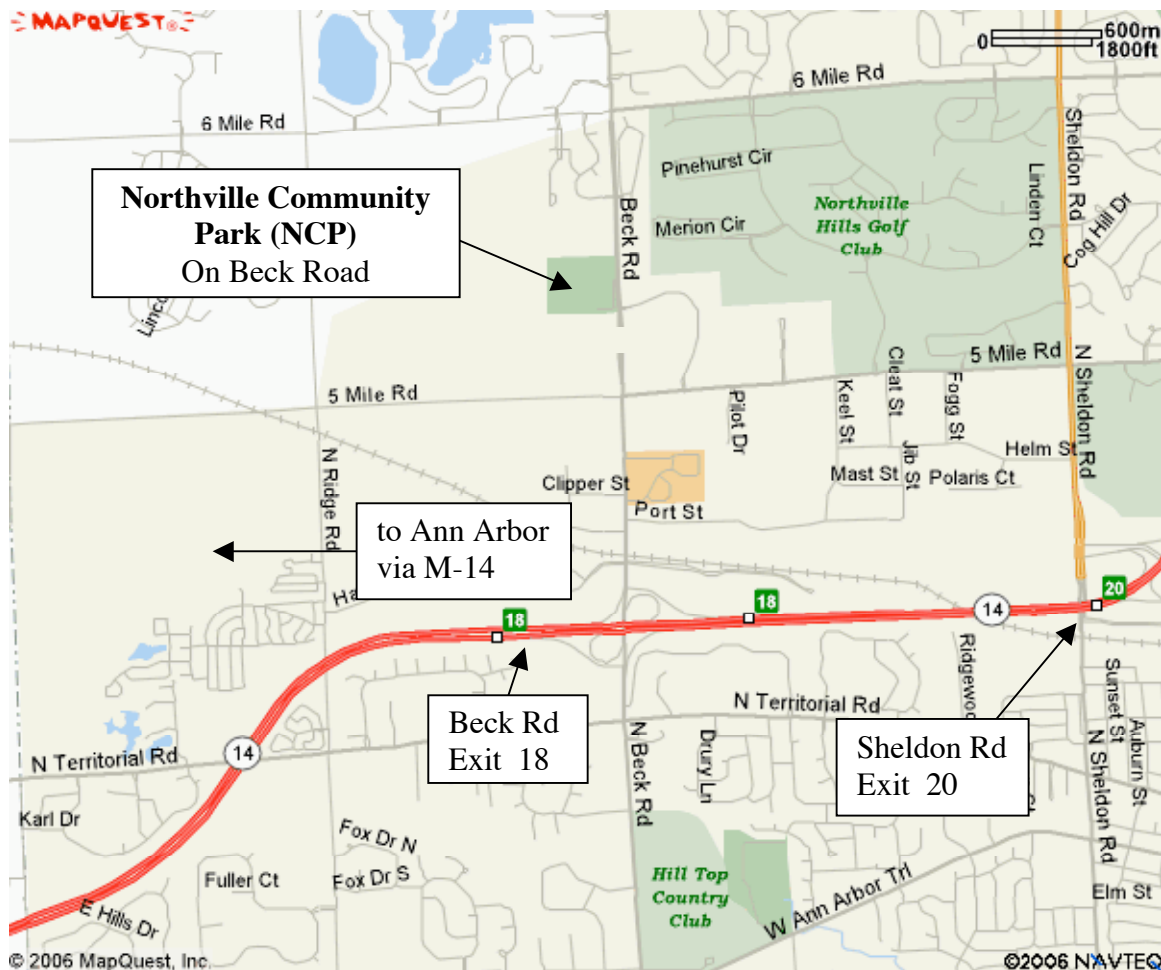 MAPQUEST
0 600m
1800ft
6 Mile Rd
6 Mile Rd
Sheldon Rd
Pinehurst Cir
Linden Ct
Northville Community
Park (NCP)
On Beck Road
Beck Rd
Northville
Hills Golf
Club
Merion Cir
Cog Hill Dr
5 Mile Rd
5 Mile Rd
N Sheldon Rd
Pilot Dr
Keel St
Cleat St
Fogg St
Jib St
Helm St
N Ridge Rd
Clipper St
Mast St
Polaris Ct
Port St
to Ann Arbor
via M-14
18
18
14
20
Beck Rd
Exit 18
N Territorial Rd
Sheldon Rd
Exit 20
Sunset St
Auburn St
N Territorial Rd
14
N Beck Rd
Drury Ln
N Sheldon Rd
Karl Dr
Fox Dr N
Fuller Ct
Fox Dr S
Hill Top
Country
Club
W Ann Arbor Trl
Elm St
E Hills Dr
© 2006 MapQuest, Inc.
©2006 NAVTEQ